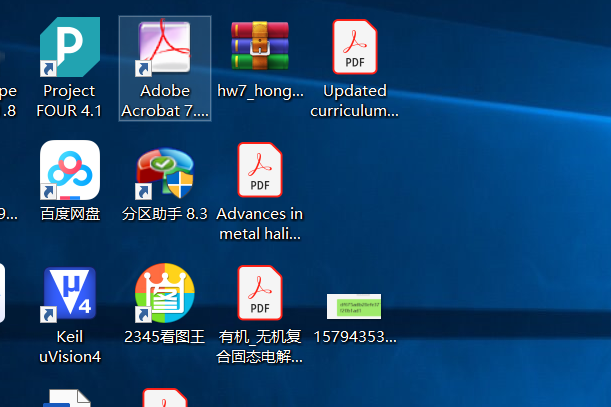 pe
.8
Project
FOUR 4.1
Adobe
Acrobat 7....
hw7_hong...
PDF
Updated
curriculum...
9...
百度网盘
分区助手 8.3
PDF
Advances in
metal hali...
μ
V4
Keil
uVision4
图
2345看图王
PDF
有机_无机复
合固态电解...
15794353...